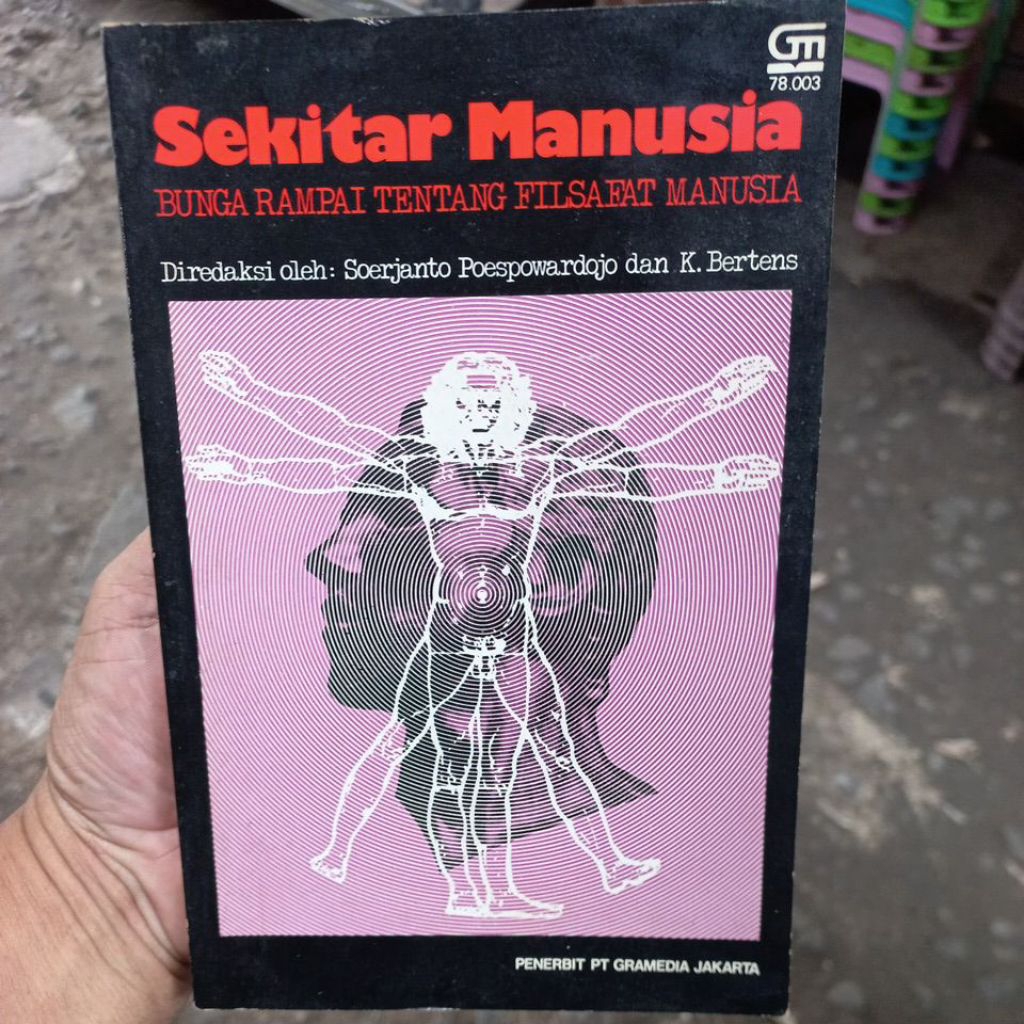 GM
78.003
Sekitar Manusia
BUNGA RAMPAI TENTANG FILSAFAT MANUSIA
Diredaksi oleh: Soerjanto Poespowardojo dan K. Bertens
PENERBIT PT GRAMEDIA JAKARTA